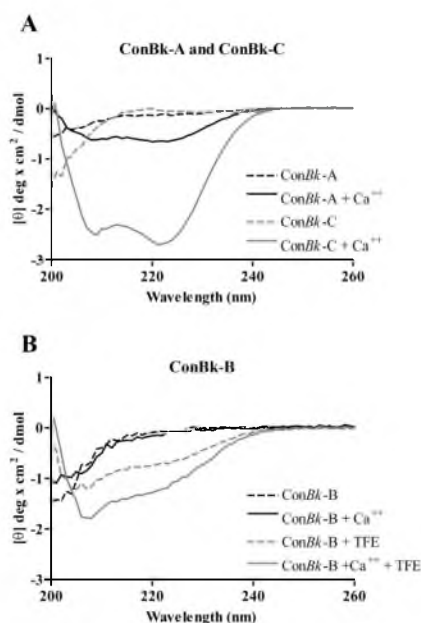 A
ConBk-A and ConBk-C
1
0
-1
-2
-3
[θ] deg x cm² / dmol
ConBk-A
ConBk-A + Ca⁺⁺
ConBk-C
ConBk-C + Ca⁺⁺
200 220 240 260
Wavelength (nm)
B
ConBk-B
1
0
-1
-2
-3
[θ] deg x cm² / dmol
ConBk-B
ConBk-B + Ca⁺⁺
ConBk-B + TFE
ConBk-B +Ca⁺⁺ + TFE
200 220 240 260
Wavelength (nm)